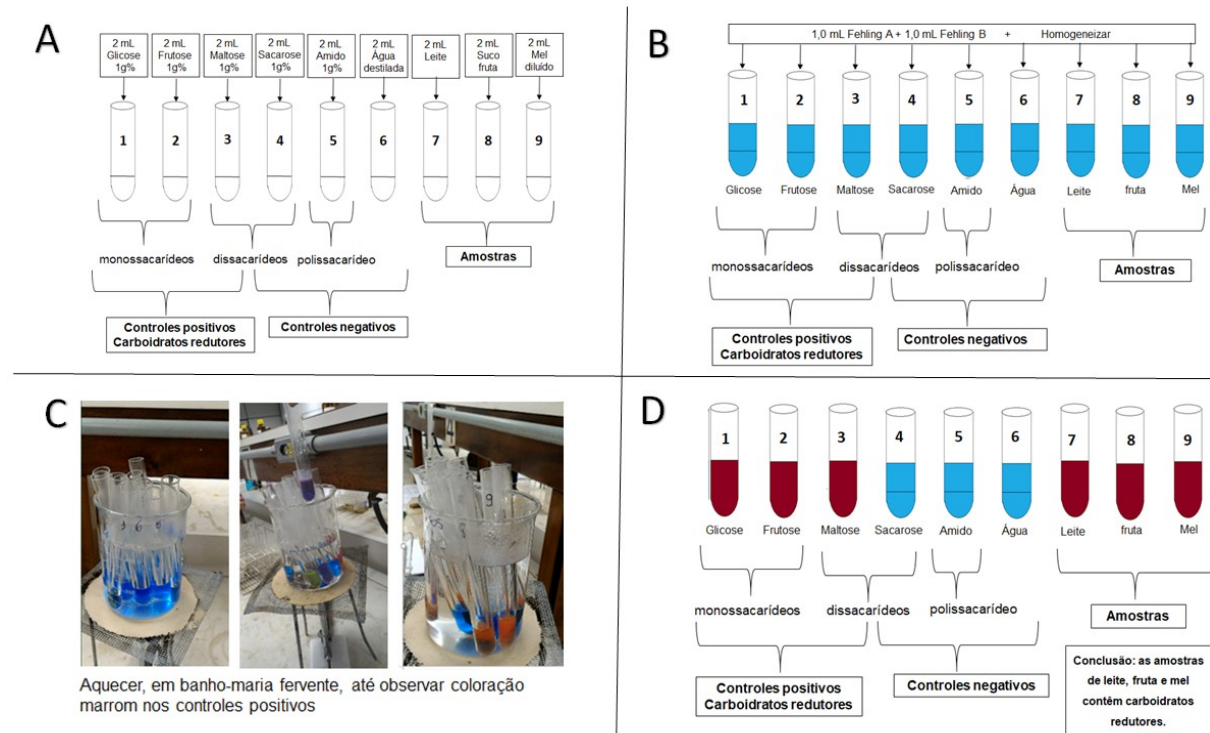 A
2 mL 2 mL 2 mL 2 mL 2 mL 2 mL 2 mL 2 mL 2 mL
Glicose Frutose Maltose Sacarose Amido Água Leite Suco Mel
1g% 1g% 1g% 1g% 1g% destilada fruta diluído
1 2 3 4 5 6 7 8 9
monossacarídeos dissacarídeos polissacarídeo Amostras
Controles positivos Controles negativos
Carboidratos redutores
B
1,0 mL Fehling A + 1,0 mL Fehling B + Homogeneizar
1 2 3 4 5 6 7 8 9
Glicose Frutose Maltose Sacarose Amido Água Leite fruta Mel
monossacarídeos dissacarídeos polissacarídeo Amostras
Controles positivos Controles negativos
Carboidratos redutores
C
9
Aquecer, em banho-maria fervente, até observar coloração
marrom nos controles positivos
D
1 2 3 4 5 6 7 8 9
Glicose Frutose Maltose Sacarose Amido Água Leite fruta Mel
monossacarídeos dissacarídeos polissacarídeo Amostras
Controles positivos Controles negativos
Carboidratos redutores
Conclusão: as amostras
de leite, fruta e mel
contêm carboidratos
redutores.